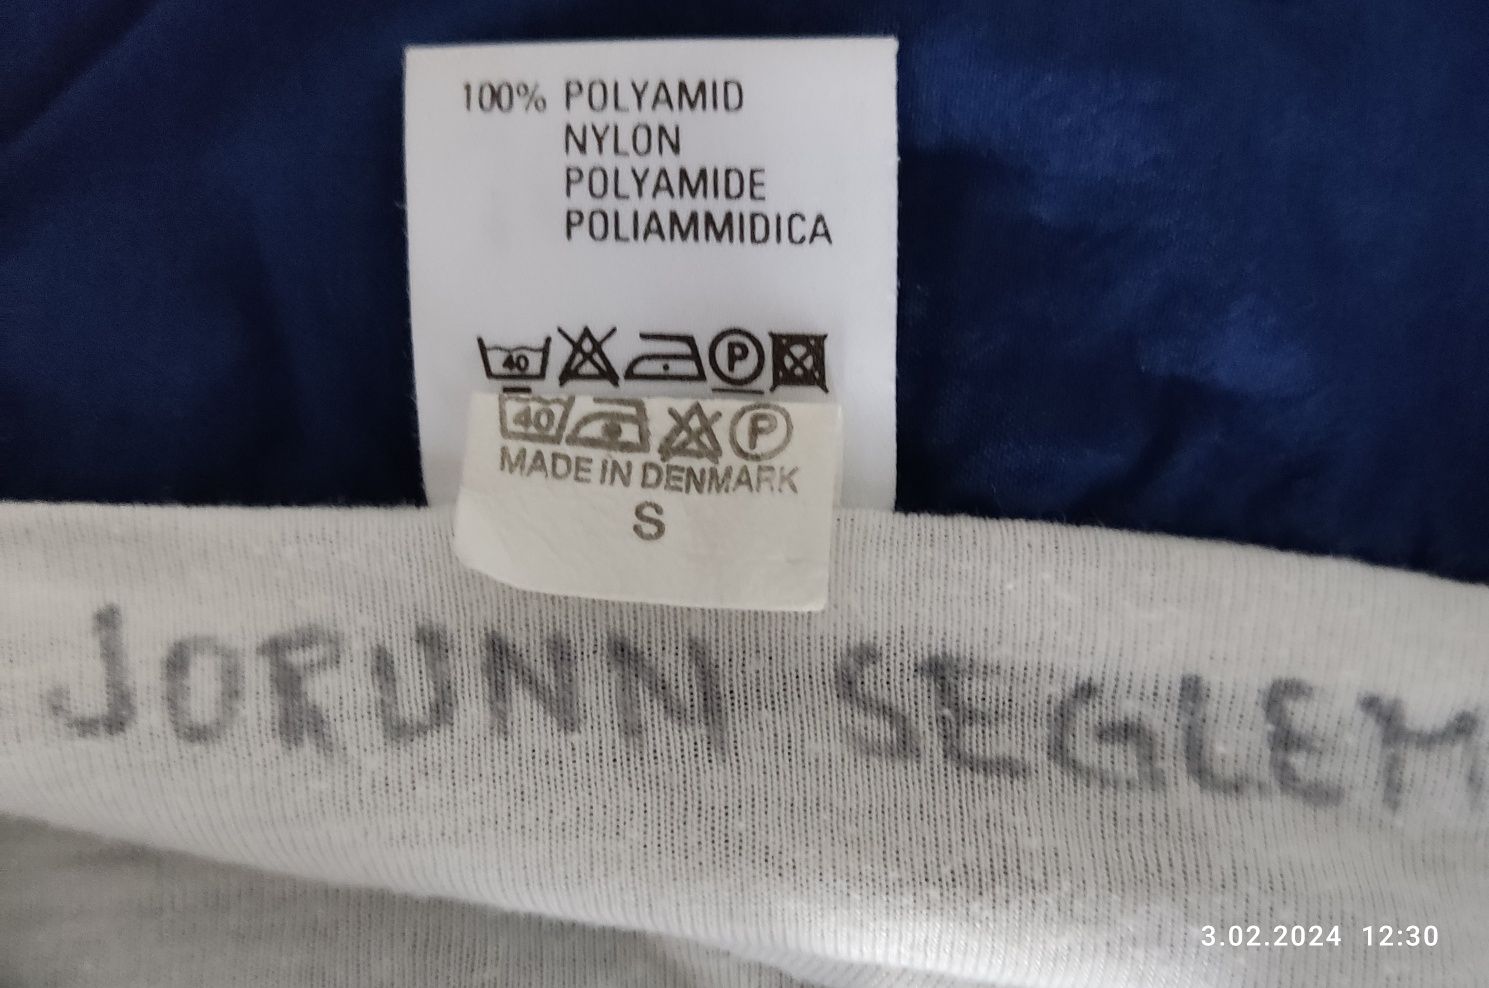 100% POLYAMID
NYLON
POLYAMIDE
POLIAMMIDICA
40 P
40 P
MADE IN DENMARK
S
JORUNN SEGLEM
3.02.2024 12:30